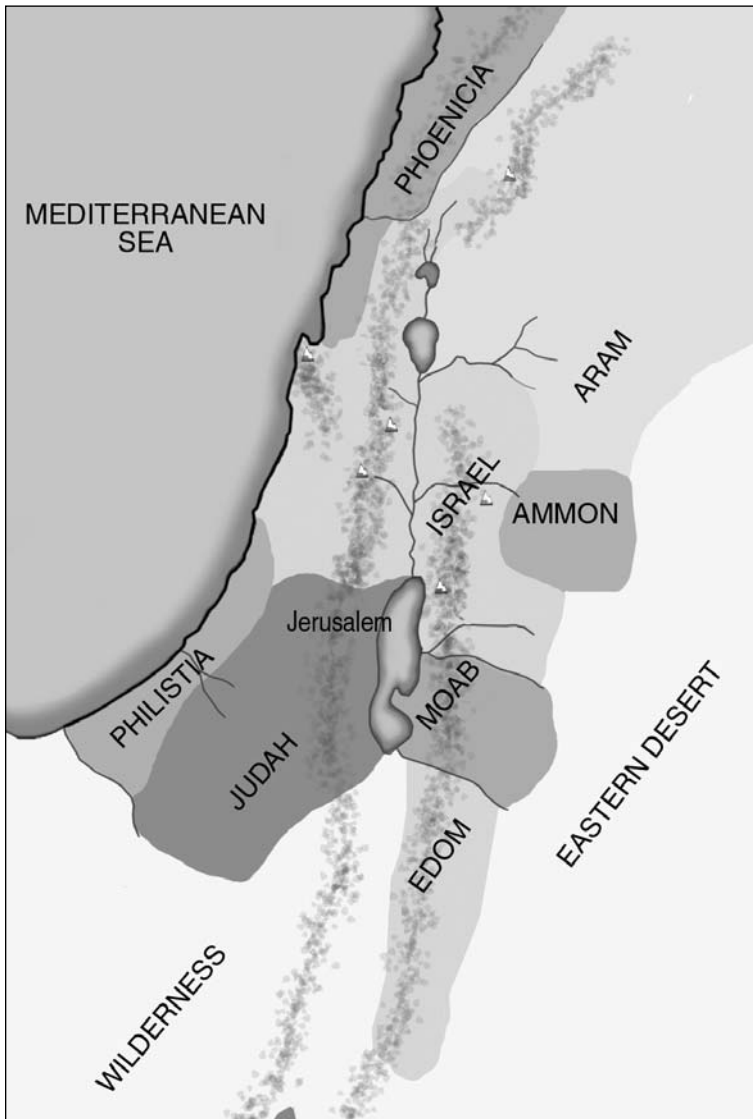 PHOENICIA
MEDITERRANEAN
SEA
ARAM
ISRAEL
AMMON
Jerusalem
PHILISTIA
MOAB
JUDAH
EASTERN DESERT
EDOM
WILDERNESS